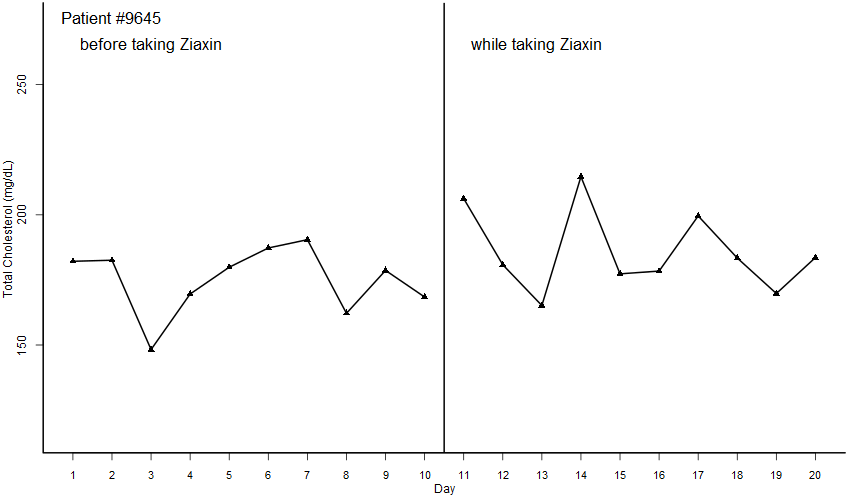 Patient #9645
before taking Ziaxin
while taking Ziaxin
Total Cholesterol (mg/dL)
250
200
150
1 2 3 4 5 6 7 8 9 10 11 12 13 14 15 16 17 18 19 20
Day